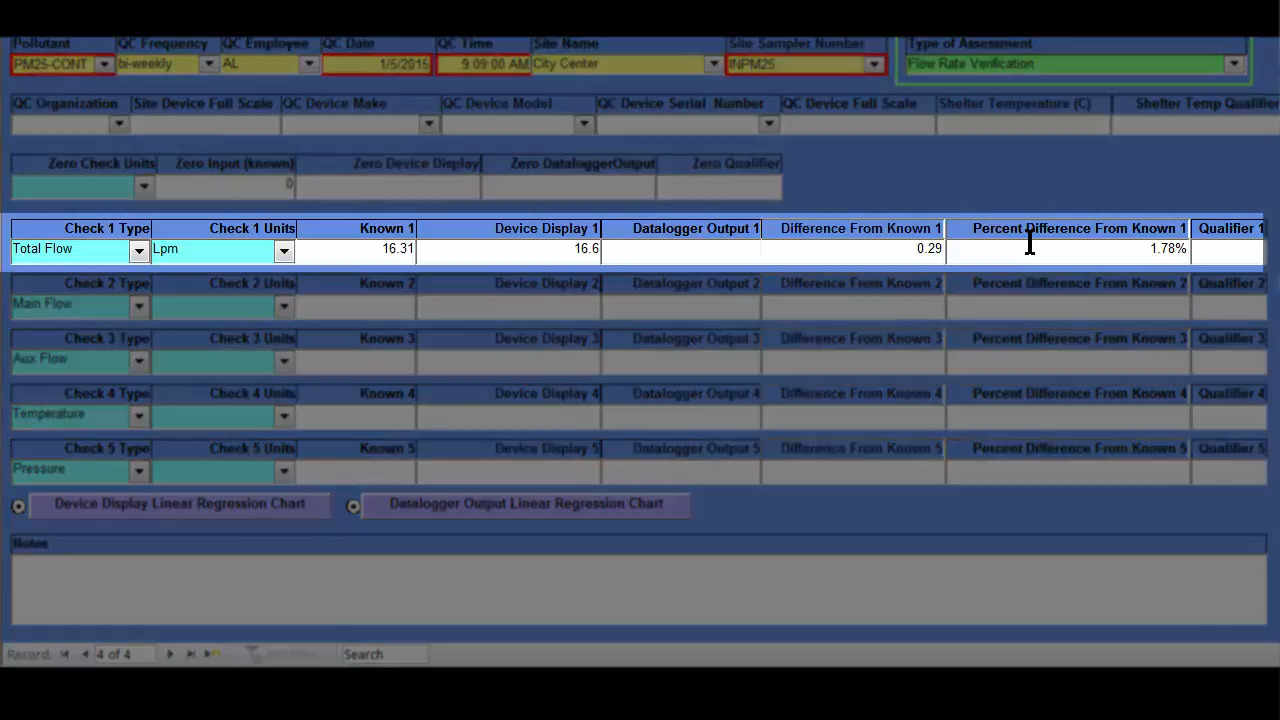 Pollutant QC Frequency QC Employee QC Date QC Time Site Name Site Sampler Number Type of Assessment
PM25-CONT bi-weekly AL 1/5/2015 9:09:00 AM City Center INPM25 Flow Rate Verification
QC Organization Site Device Full Scale QC Device Make QC Device Model QC Device Serial Number QC Device Full Scale Shelter Temperature (C) Shelter Temp Qualifier
Zero Check Units Zero Input (known) Zero Device Display Zero DataloggerOutput Zero Qualifier
0
Check 1 Type Check 1 Units Known 1 Device Display 1 Datalogger Output 1 Difference From Known 1 Percent Difference From Known 1 Qualifier 1
Total Flow Lpm 16.31 16.6 0.29 1.78%
Check 2 Type Check 2 Units Known 2 Device Display 2 Datalogger Output 2 Difference From Known 2 Percent Difference From Known 2 Qualifier 2
Main Flow
Check 3 Type Check 3 Units Known 3 Device Display 3 Datalogger Output 3 Difference From Known 3 Percent Difference From Known 3 Qualifier 3
Aux Flow
Check 4 Type Check 4 Units Known 4 Device Display 4 Datalogger Output 4 Difference From Known 4 Percent Difference From Known 4 Qualifier 4
Temperature
Check 5 Type Check 5 Units Known 5 Device Display 5 Datalogger Output 5 Difference From Known 5 Percent Difference From Known 5 Qualifier 5
Pressure
Device Display Linear Regression Chart Datalogger Output Linear Regression Chart
Notes
Record: 4 of 4 Search